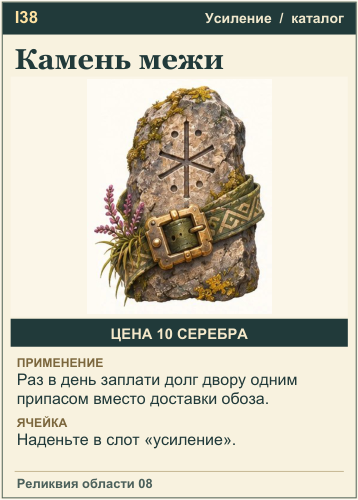 I38
Усиление / каталог
Камень межи
ЦЕНА 10 СЕРЕБРА
ПРИМЕНЕНИЕ
Раз в день заплати долг двору одним
припасом вместо доставки обоза.
ЯЧЕЙКА
Наденьте в слот «усиление».
Реликвия области 08